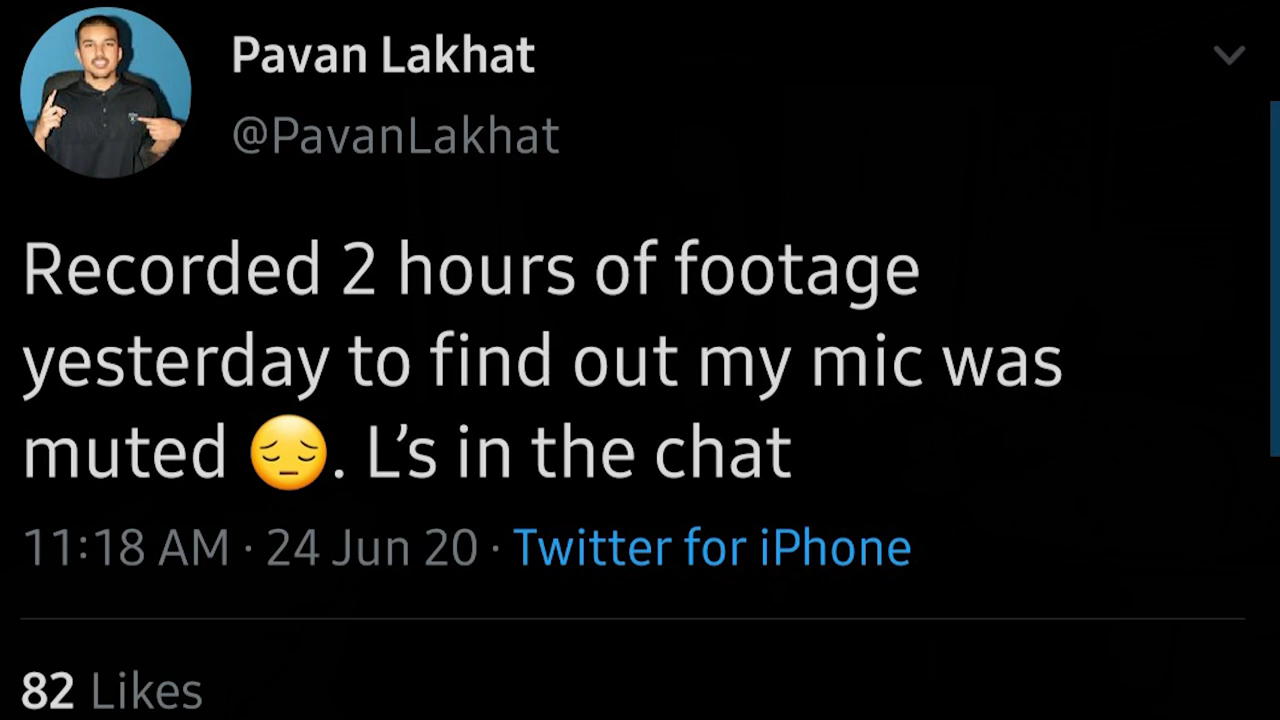 Pavan Lakhat
@PavanLakhat
Recorded 2 hours of footage
yesterday to find out my mic was
muted 😔. L’s in the chat
11:18 AM · 24 Jun 20 · Twitter for iPhone
82 Likes